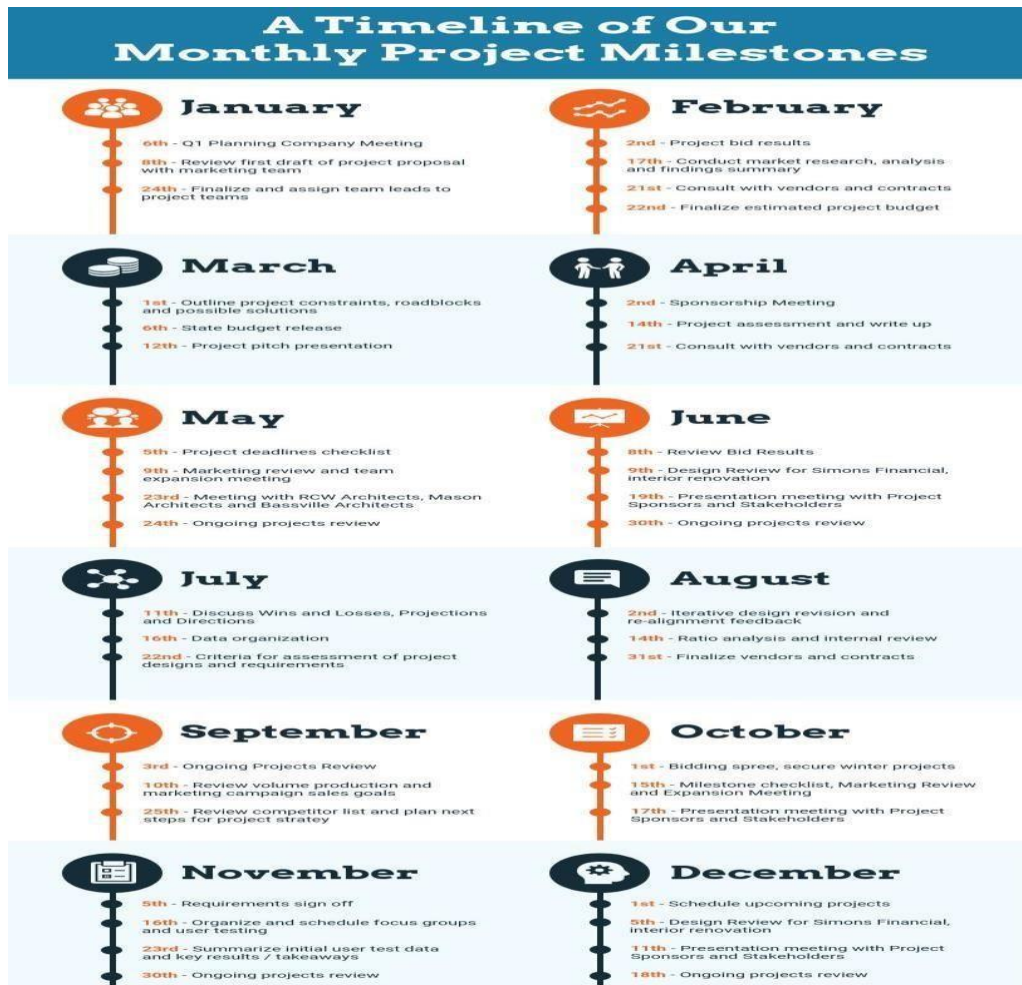 A Timeline of Our
Monthly Project Milestones
January
6th - Q1 Planning Company Meeting
8th - Review first draft of project proposal
with marketing team
24th - Finalize and assign team leads to
project teams
February
2nd - Project bid results
17th - Conduct market research, analysis
and findings summary
21st - Consult with vendors and contracts
22nd - Finalize estimated project budget
March
1st - Outline project constraints, roadblocks
and possible solutions
6th - State budget release
12th - Project pitch presentation
April
2nd - Sponsorship Meeting
14th - Project assessment and write up
21st - Consult with vendors and contracts
May
5th - Project deadlines checklist
9th - Marketing review and team
expansion meeting
23rd - Meeting with RCW Architects, Mason
Architects and Bassville Architects
24th - Ongoing projects review
June
8th - Review Bid Results
9th - Design Review for Simons Financial,
interior renovation
19th - Presentation meeting with Project
Sponsors and Stakeholders
30th - Ongoing projects review
July
11th - Discuss Wins and Losses, Projections
and Directions
16th - Data organization
22nd - Criteria for assessment of project
designs and requirements
August
2nd - Iterative design revision and
re-alignment feedback
14th - Ratio analysis and internal review
31st - Finalize vendors and contracts
September
3rd - Ongoing Projects Review
10th - Review volume production and
marketing campaign sales goals
25th - Review competitor list and plan next
steps for project stratey
October
1st - Bidding spree, secure winter projects
15th - Milestone checklist, Marketing Review
and Expansion Meeting
17th - Presentation meeting with Project
Sponsors and Stakeholders
November
5th - Requirements sign off
16th - Organize and schedule focus groups
and user testing
23rd - Summarize initial user test data
and key results / takeaways
30th - Ongoing projects review
December
1st - Schedule upcoming projects
5th - Design Review for Simons Financial,
interior renovation
11th - Presentation meeting with Project
Sponsors and Stakeholders
18th - Ongoing projects review